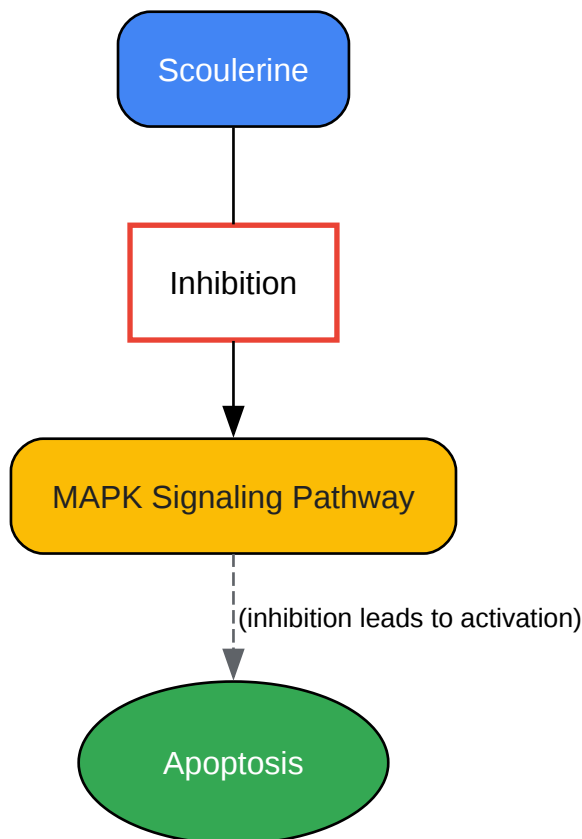 Scoulerine
Inhibition
MAPK Signaling Pathway
(inhibition leads to activation)
Apoptosis